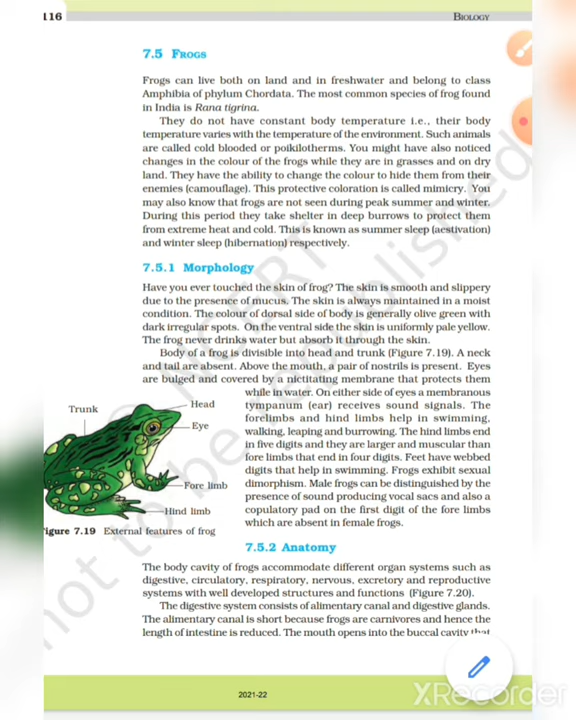 116
BIOLOGY
7.5 FROGS
Frogs can live both on land and in freshwater and belong to class
Amphibia of phylum Chordata. The most common species of frog found
in India is Rana tigrina.
They do not have constant body temperature i.e., their body
temperature varies with the temperature of the environment. Such animals
are called cold blooded or poikilotherms. You might have also noticed
changes in the colour of the frogs while they are in grasses and on dry
land. They have the ability to change the colour to hide them from their
enemies (camouflage). This protective coloration is called mimicry. You
may also know that frogs are not seen during peak summer and winter.
During this period they take shelter in deep burrows to protect them
from extreme heat and cold. This is known as summer sleep (aestivation)
and winter sleep (hibernation) respectively.
7.5.1 Morphology
Have you ever touched the skin of frog? The skin is smooth and slippery
due to the presence of mucus. The skin is always maintained in a moist
condition. The colour of dorsal side of body is generally olive green with
dark irregular spots. On the ventral side the skin is uniformly pale yellow.
The frog never drinks water but absorb it through the skin.
Body of a frog is divisible into head and trunk (Figure 7.19). A neck
and tail are absent. Above the mouth, a pair of nostrils is present. Eyes
are bulged and covered by a nictitating membrane that protects them
while in water. On either side of eyes a membranous
tympanum (ear) receives sound signals. The
forelimbs and hind limbs help in swimming,
walking, leaping and burrowing. The hind limbs end
in five digits and they are larger and muscular than
fore limbs that end in four digits. Feet have webbed
digits that help in swimming. Frogs exhibit sexual
dimorphism. Male frogs can be distinguished by the
presence of sound producing vocal sacs and also a
copulatory pad on the first digit of the fore limbs
which are absent in female frogs.
Trunk
Head
Eye
Fore limb
Hind limb
igure 7.19 External features of frog
7.5.2 Anatomy
The body cavity of frogs accommodate different organ systems such as
digestive, circulatory, respiratory, nervous, excretory and reproductive
systems with well developed structures and functions (Figure 7.20).
The digestive system consists of alimentary canal and digestive glands.
The alimentary canal is short because frogs are carnivores and hence the
length of intestine is reduced. The mouth opens into the buccal cavity that
2021-22
XRecorder
© NCERT
not to be republished